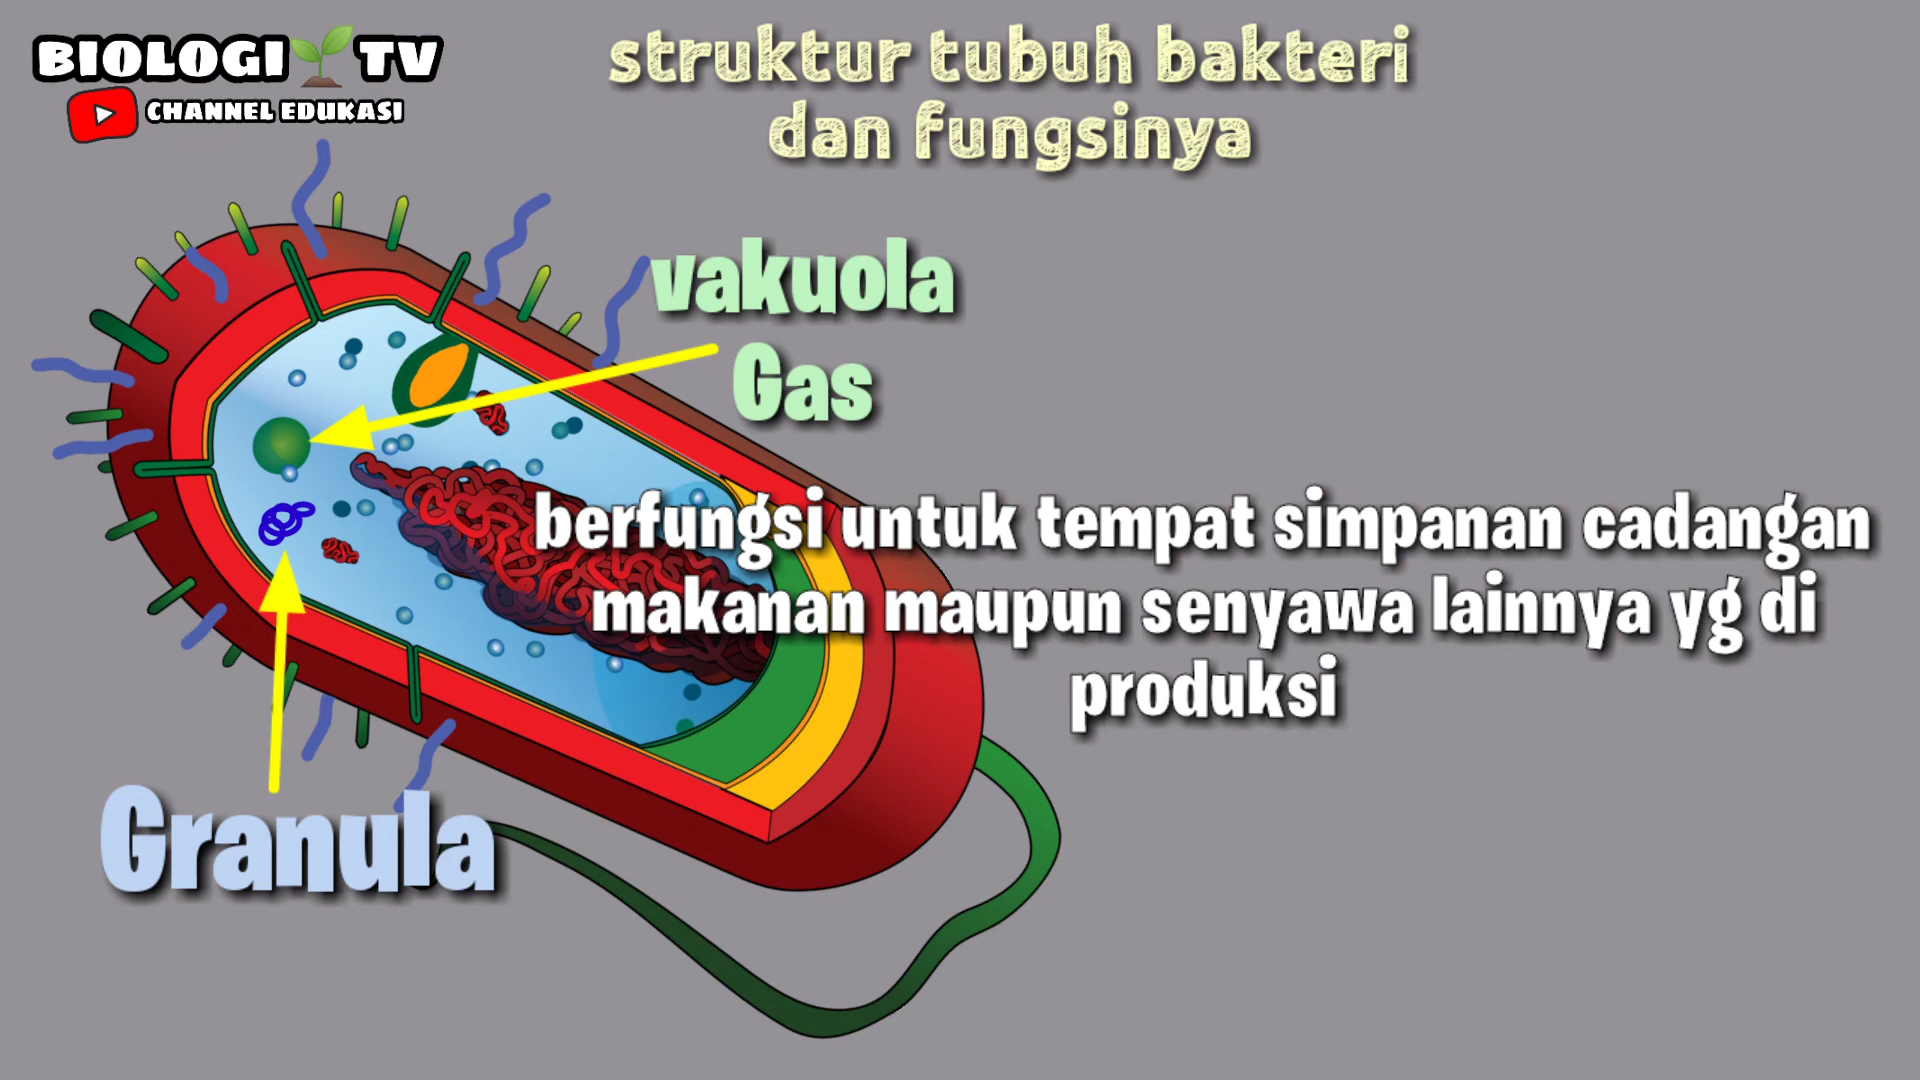 BIOLOGI TV
CHANNEL EDUKASI
struktur tubuh bakteri
dan fungsinya
vakuola
Gas
berfungsi untuk tempat simpanan cadangan
makanan maupun senyawa lainnya yg di
produksi
Granula